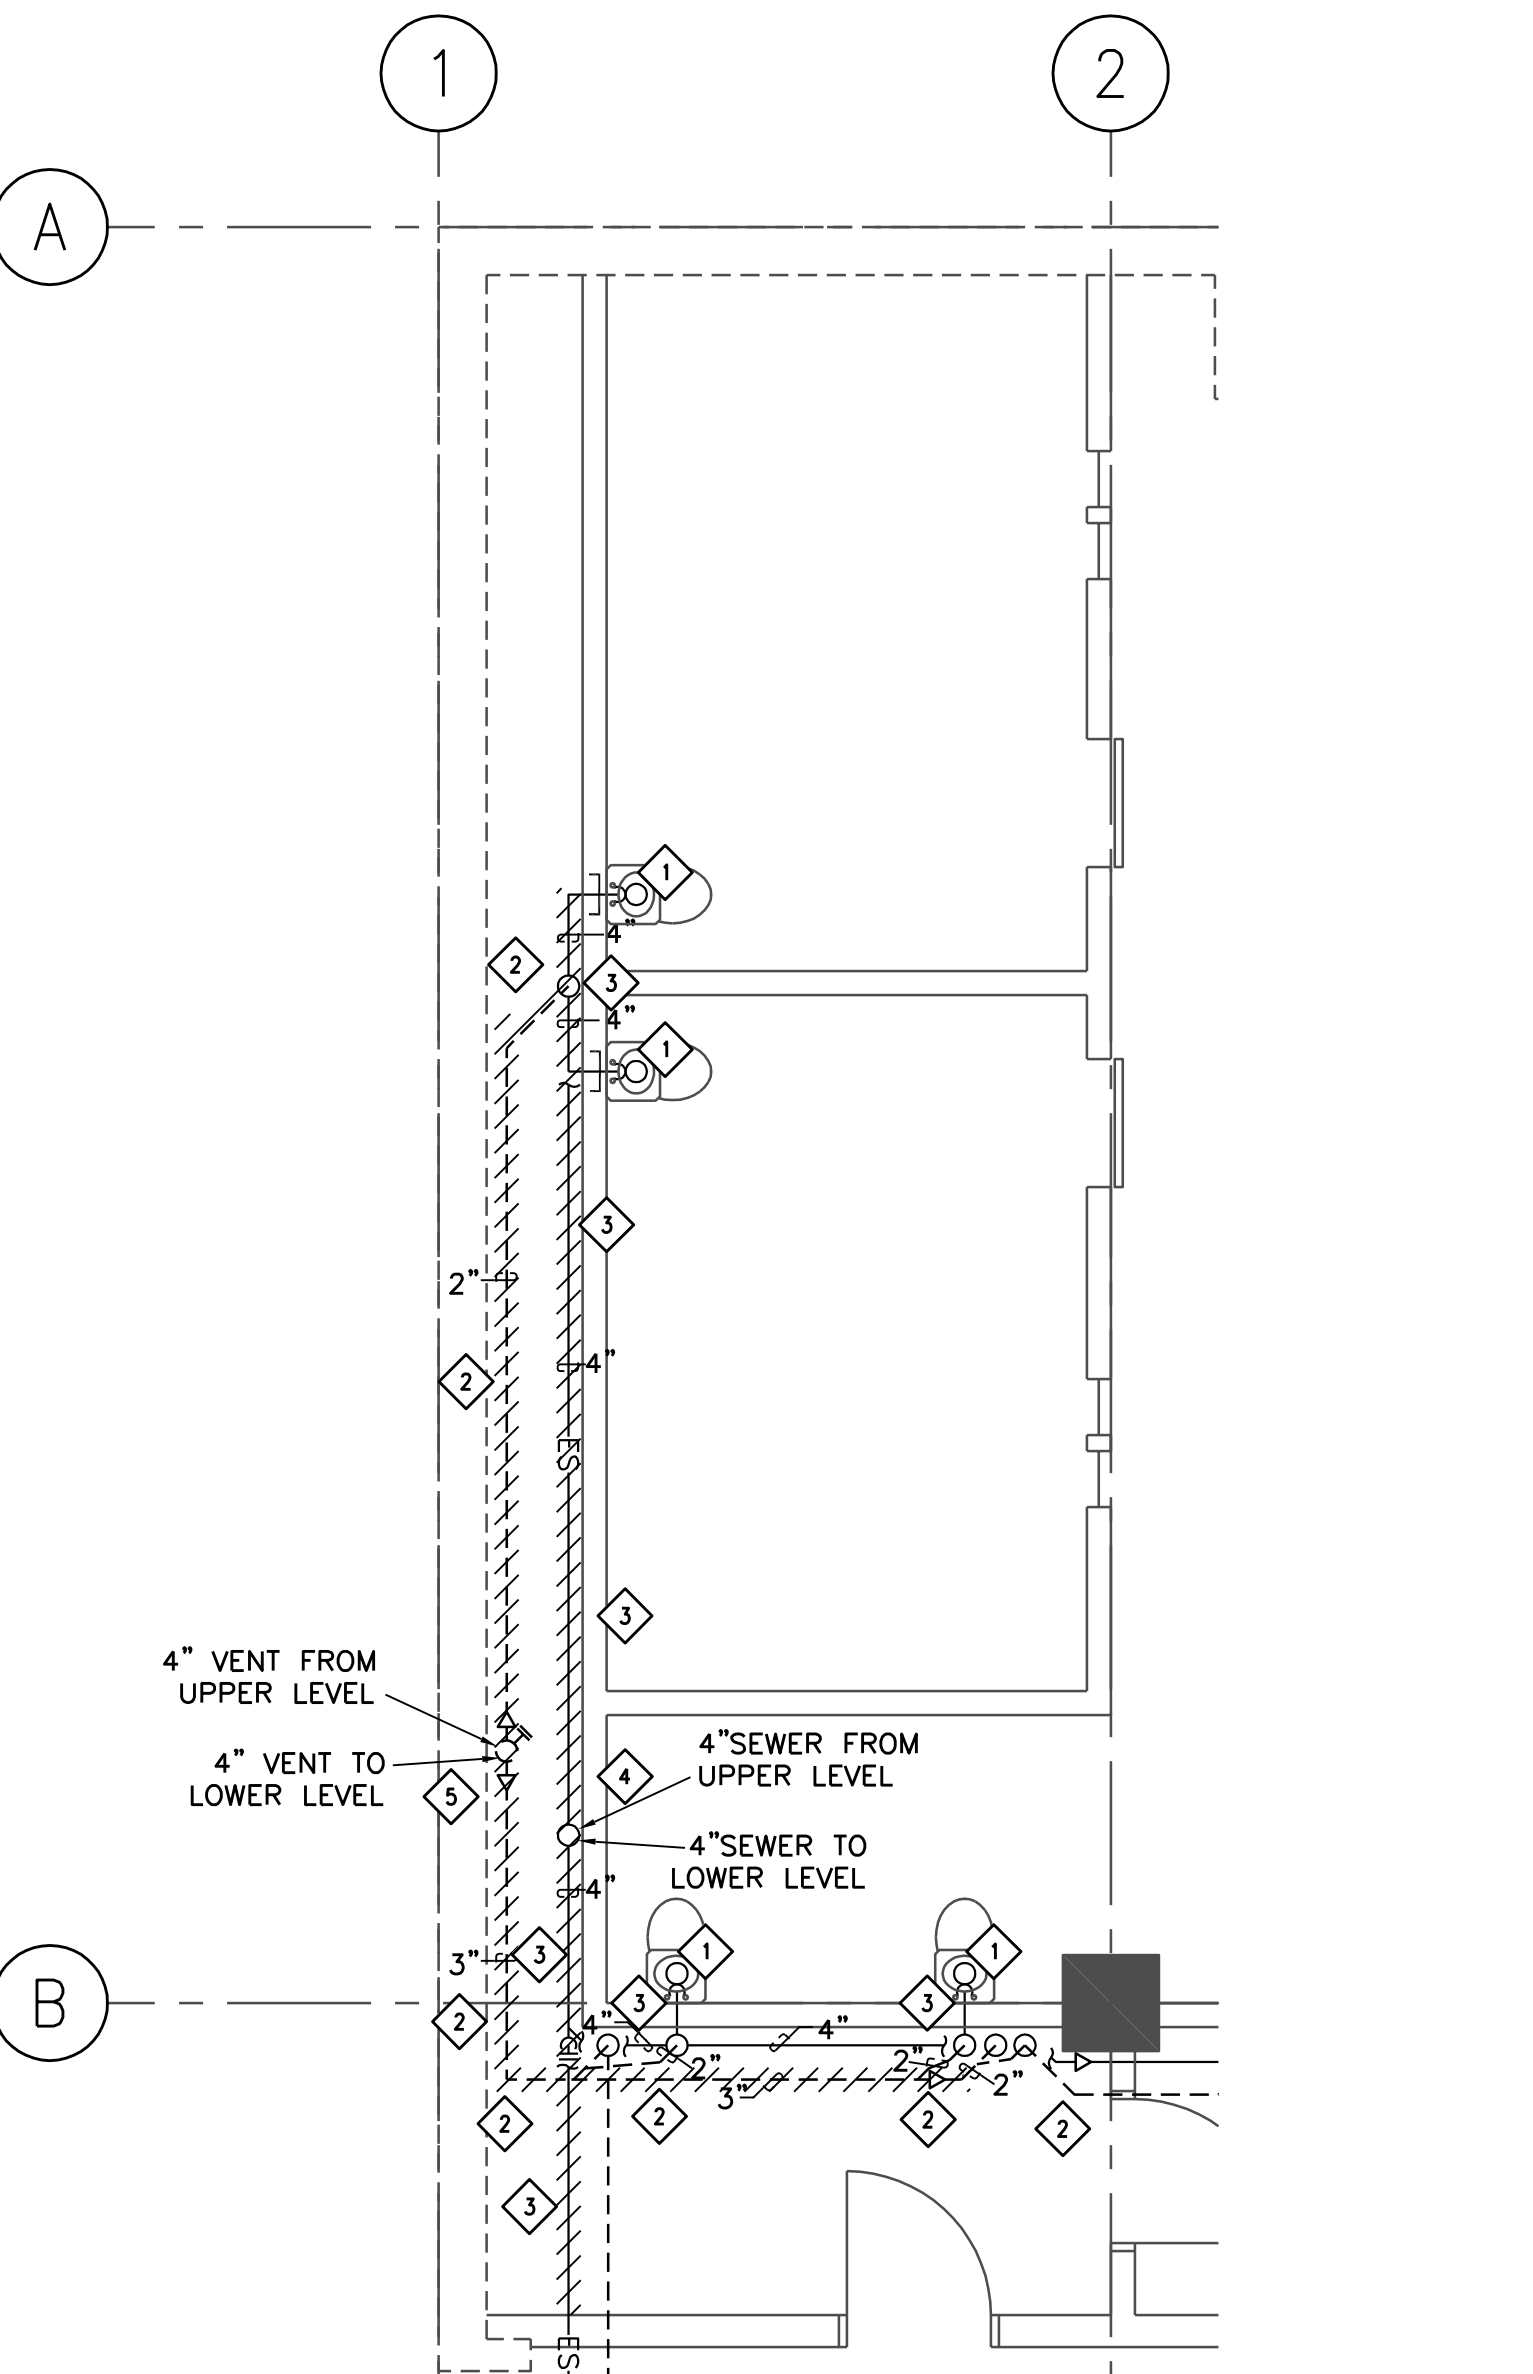 1
2
A
1
4"
2
3
4"
1
3
2"
4"
2
ES
3
4" VENT FROM
UPPER LEVEL
4" VENT TO
LOWER LEVEL
5
4
4"SEWER FROM
UPPER LEVEL
4"SEWER TO
LOWER LEVEL
4"
1
1
3"
3
B
2
3
3
4"
4"
2"
2"
2"
3"
2
2
2
2
3
ES